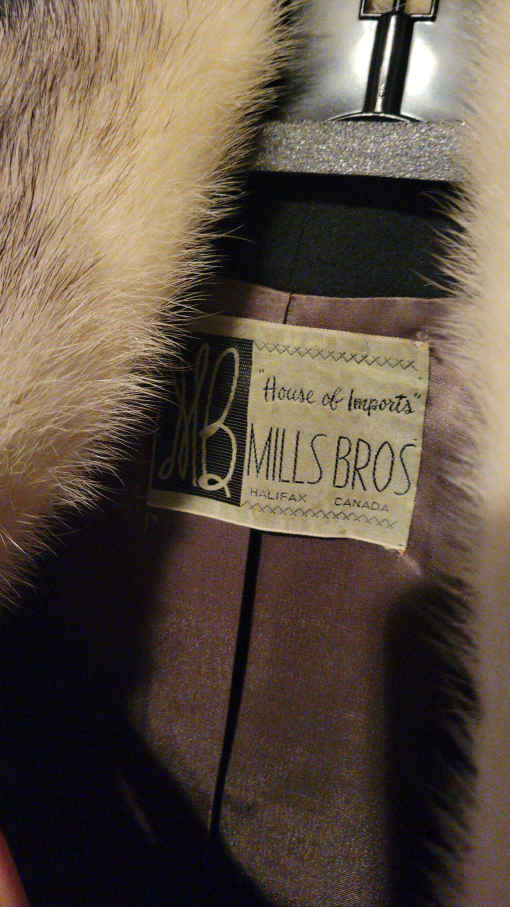 MB
"House of Imports"
MILLS BROS
HALIFAX CANADA